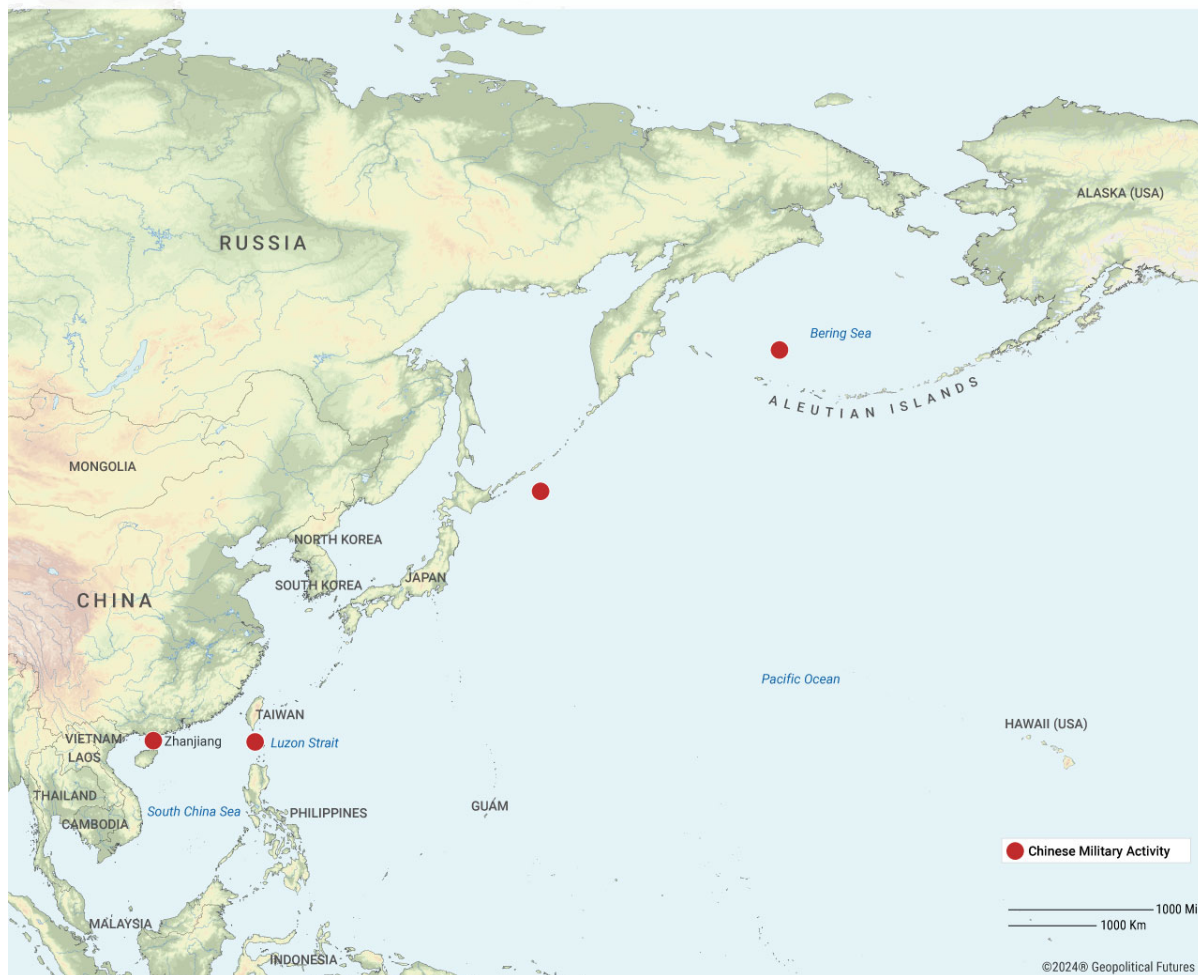 ALASKA (USA)
RUSSIA
Bering Sea
ALEUTIAN ISLANDS
MONGOLIA
NORTH KOREA
JAPAN
SOUTH KOREA
CHINA
Pacific Ocean
TAIWAN
HAWAII (USA)
VIETNAM
Zhanjiang
Luzon Strait
LAOS
THAILAND
GUAM
South China Sea
PHILIPPINES
CAMBODIA
Chinese Military Activity
MALAYSIA
1000 Mi
1000 Km
INDONESIA
©2024® Geopolitical Futures